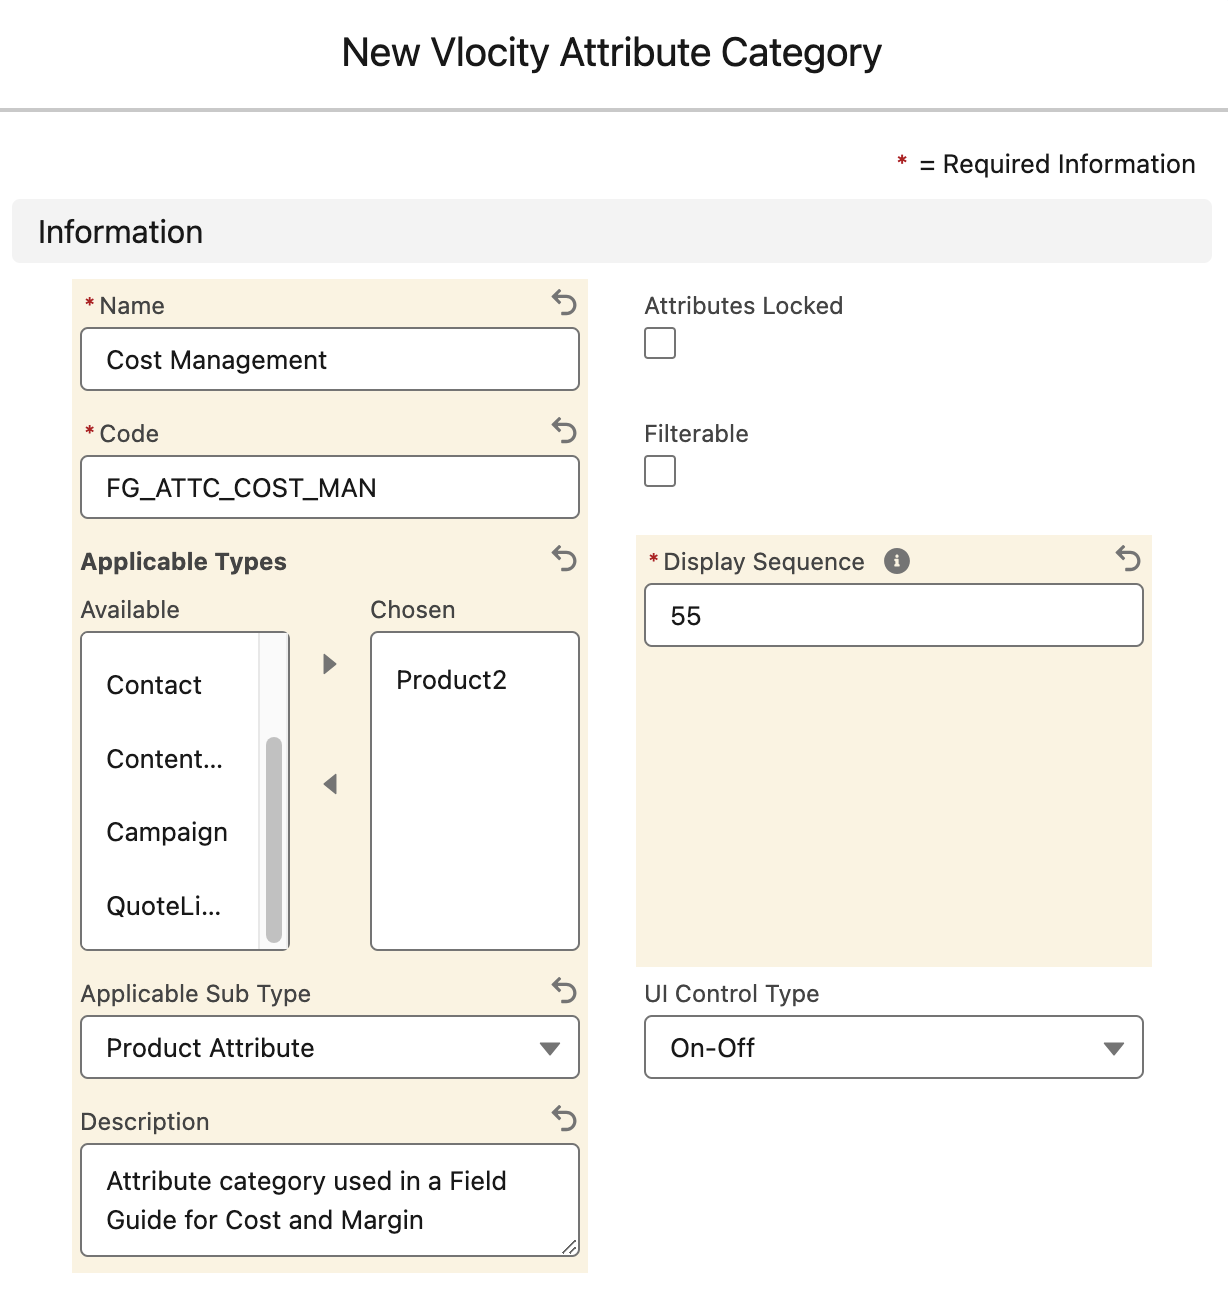 New Vlocity Attribute Category
* = Required Information
Information
* Name
Cost Management
Attributes Locked
* Code
FG_ATTC_COST_MAN
Filterable
Applicable Types
Available
Contact
Content...
Campaign
QuoteLi...
Chosen
Product2
* Display Sequence
55
Applicable Sub Type
Product Attribute
UI Control Type
On-Off
Description
Attribute category used in a Field
Guide for Cost and Margin